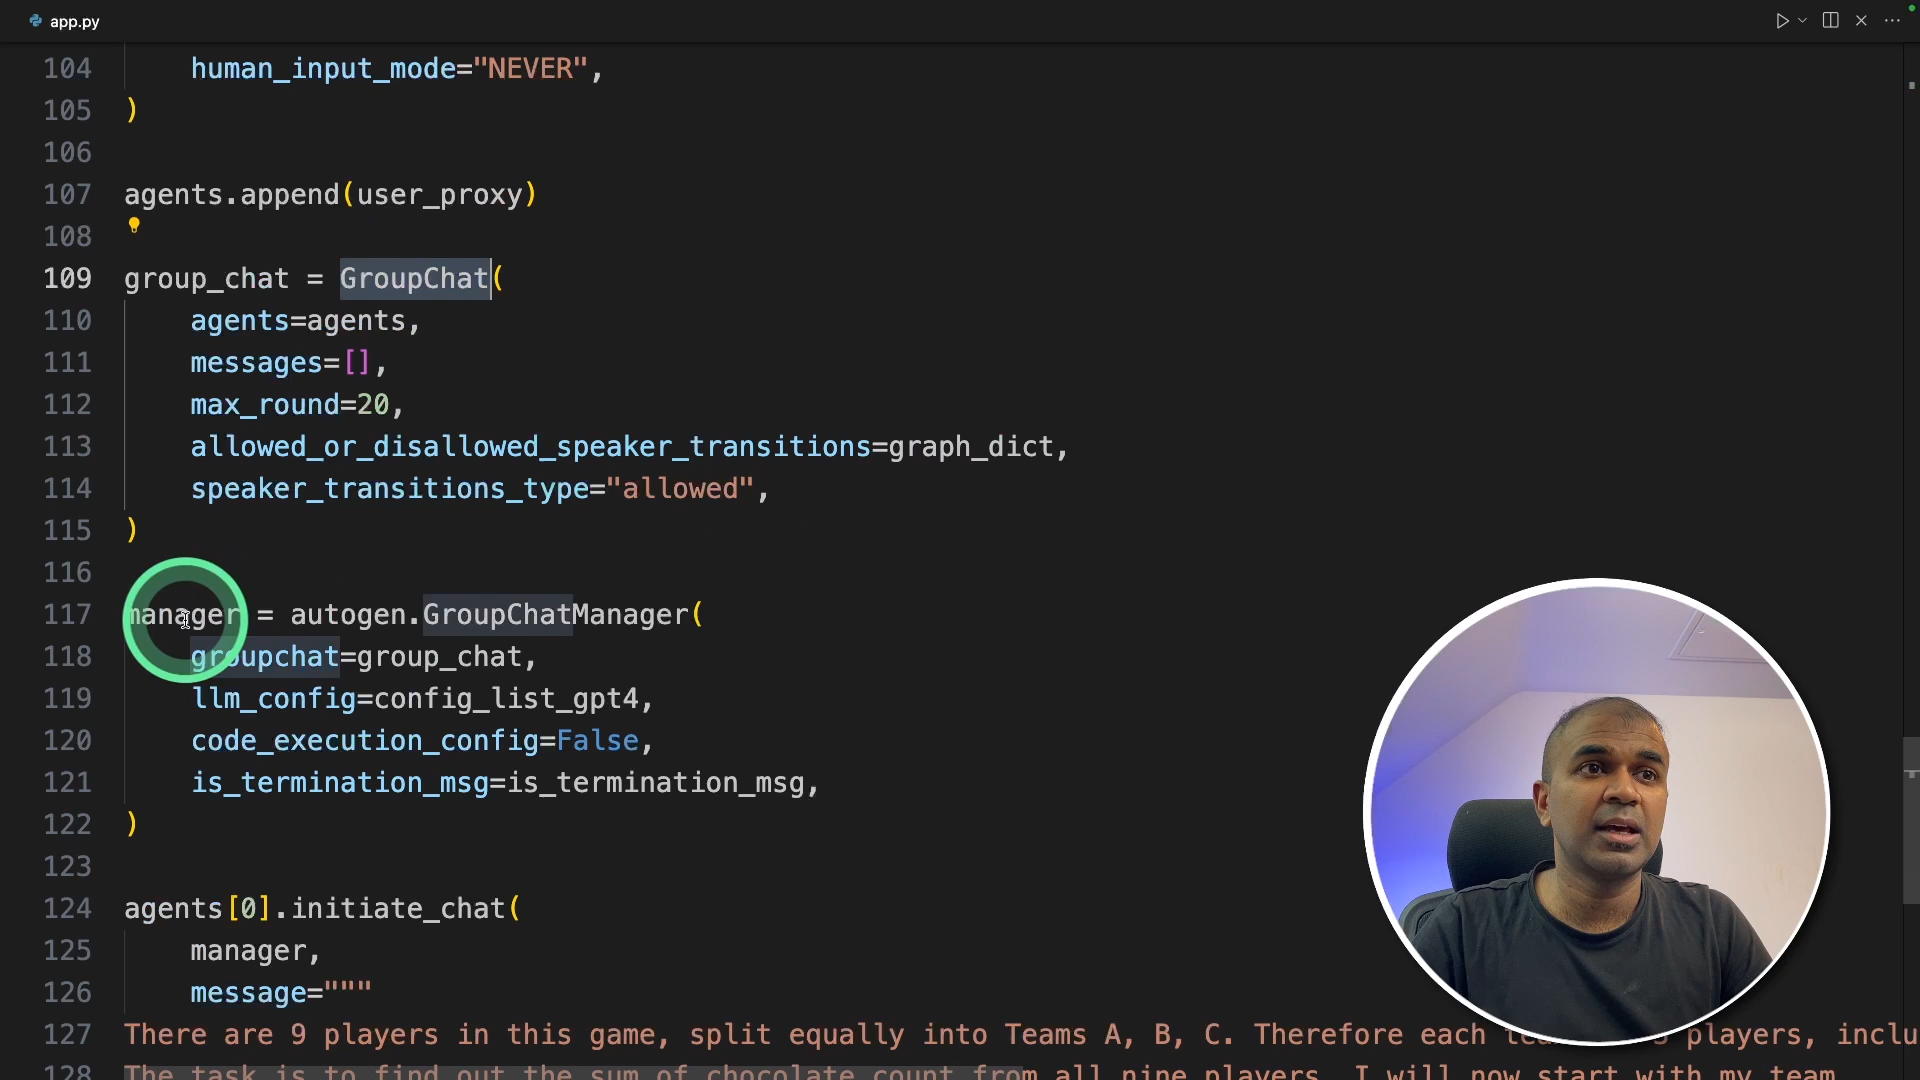 app.py
104 human_input_mode="NEVER",
105 )
106
107 agents.append(user_proxy)
108
109 group_chat = GroupChat(
110 agents=agents,
111 messages=[],
112 max_round=20,
113 allowed_or_disallowed_speaker_transitions=graph_dict,
114 speaker_transitions_type="allowed",
115 )
116
117 manager = autogen.GroupChatManager(
118 groupchat=group_chat,
119 llm_config=config_list_gpt4,
120 code_execution_config=False,
121 is_termination_msg=is_termination_msg,
122 )
123
124 agents[0].initiate_chat(
125 manager,
126 message="""
127 There are 9 players in this game, split equally into Teams A, B, C. Therefore each players, inclu
128 The task is to find out the sum of chocolate count from all nine players. I will now start with my team